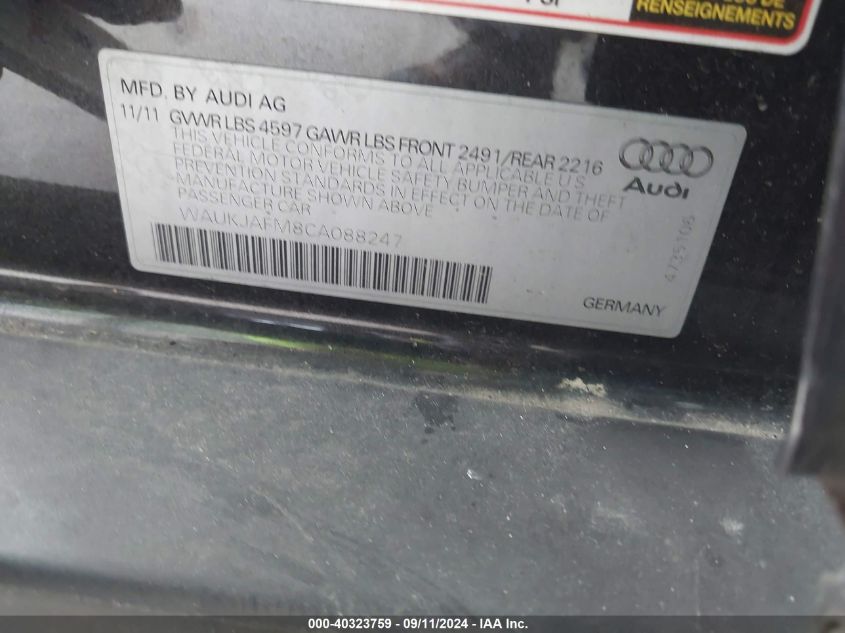 RENSEIGNEMENTS
MFD. BY AUDI AG
11/11 GVWR LBS 4597 GAWR LBS FRONT 2491/REAR 2216
THIS VEHICLE CONFORMS TO ALL APPLICABLE U S
FEDERAL MOTOR VEHICLE SAFETY BUMPER AND THEFT
PREVENTION STANDARDS IN EFFECT ON THE DATE OF
MANUFACTURE SHOWN ABOVE
PASSENGER CAR
WAUKJAFM8CA088247
Audi
4725106
GERMANY
000-40323759 - 09/11/2024 - IAA Inc.